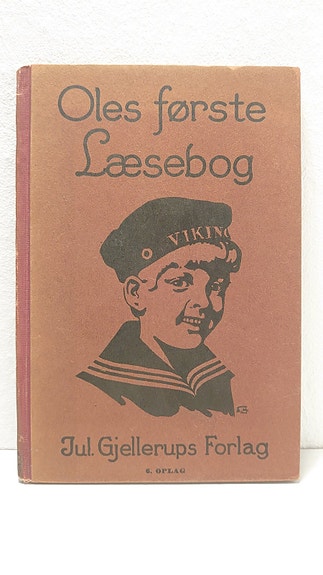 Oles første
Læsebog
VIKING
Jul. Gjellerups Forlag
6. OPLAG